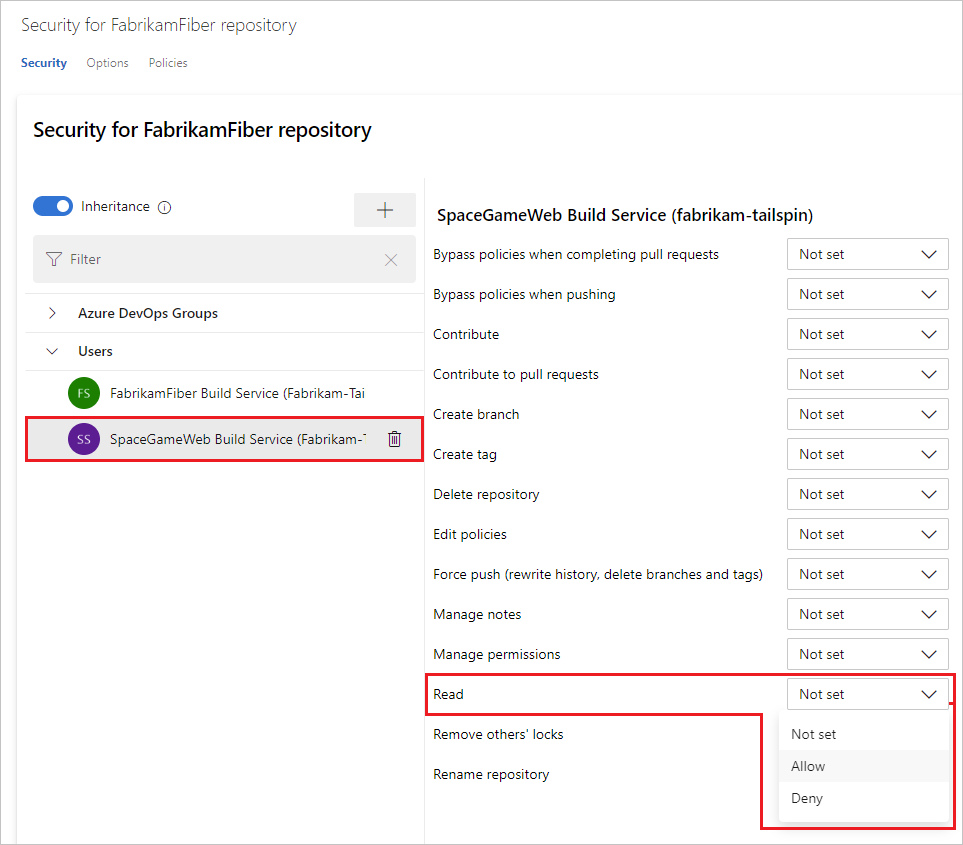 Security for FabrikamFiber repository
Security Options Policies
Security for FabrikamFiber repository
Inheritance
Filter
Azure DevOps Groups
Users
FS FabrikamFiber Build Service (Fabrikam-Tai
SS SpaceGameWeb Build Service (Fabrikam-T
SpaceGameWeb Build Service (fabrikam-tailspin)
Bypass policies when completing pull requests Not set
Bypass policies when pushing Not set
Contribute Not set
Contribute to pull requests Not set
Create branch Not set
Create tag Not set
Delete repository Not set
Edit policies Not set
Force push (rewrite history, delete branches and tags) Not set
Manage notes Not set
Manage permissions Not set
Read Not set
Remove others' locks
Rename repository
Not set
Allow
Deny